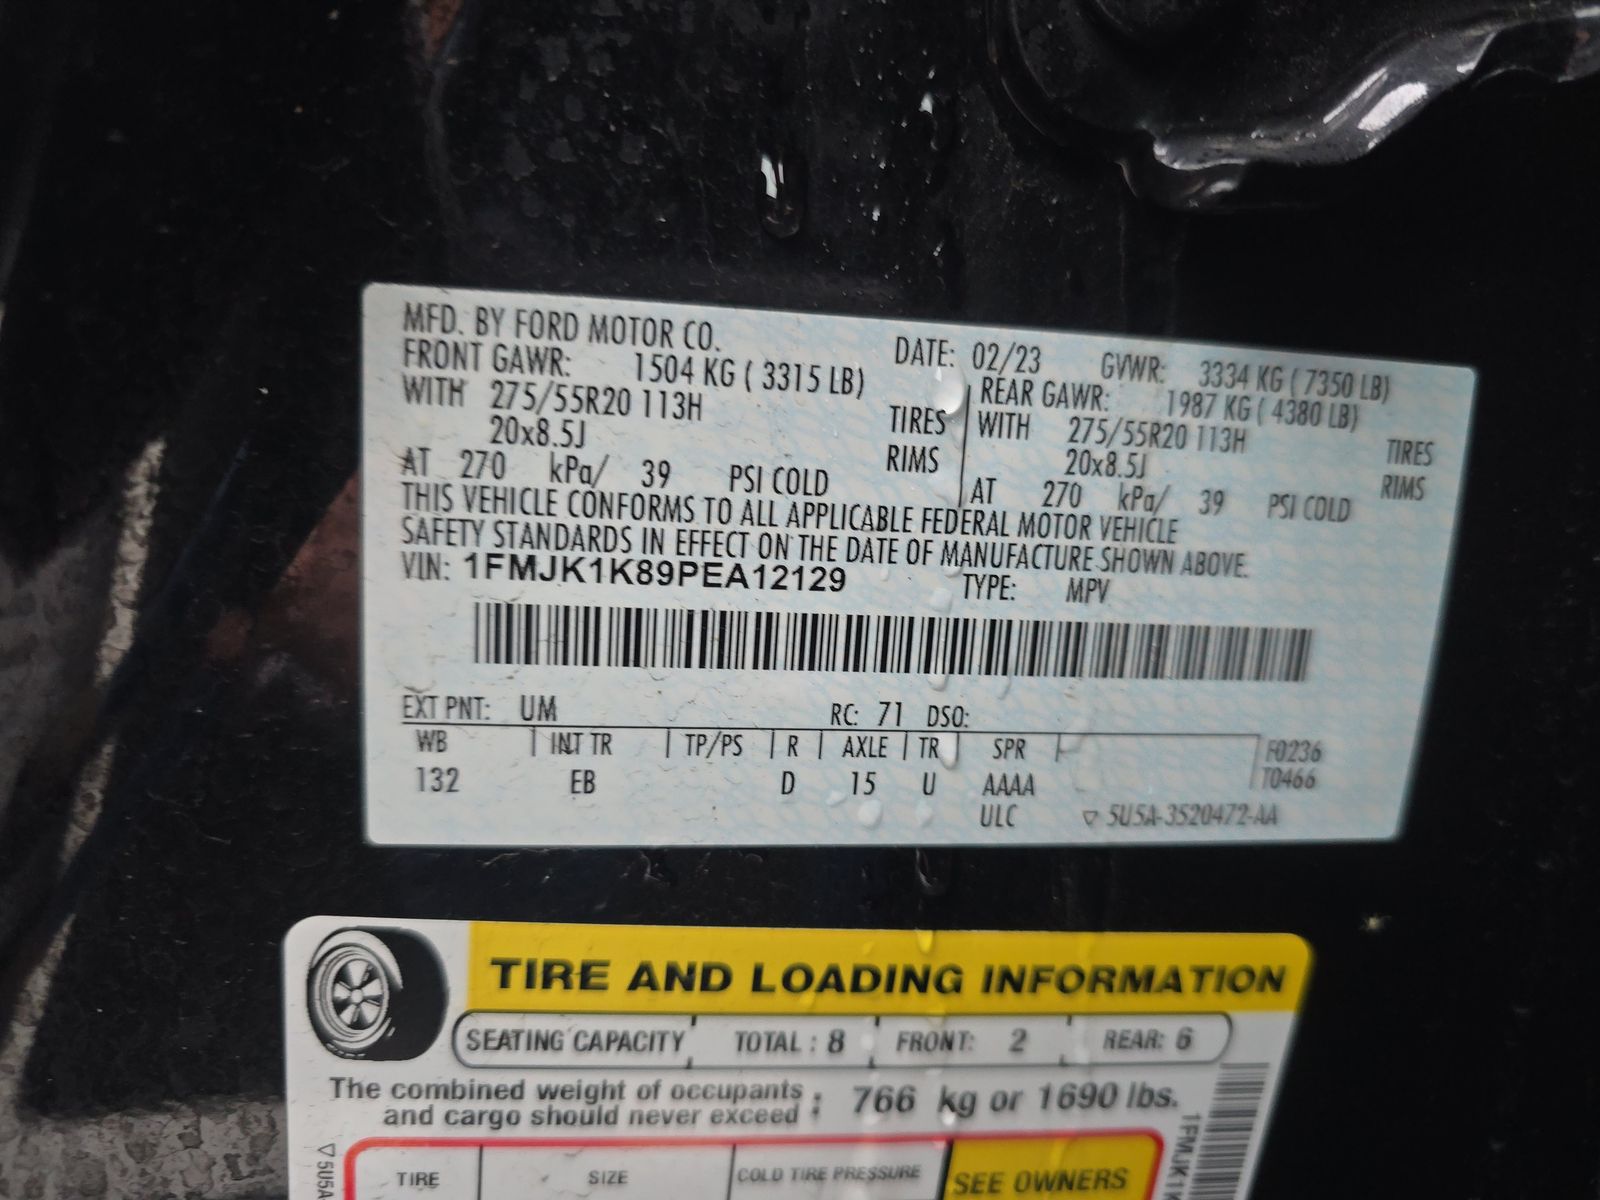 MFD. BY FORD MOTOR CO.
DATE: 02/23 GVWR: 3334 KG ( 7350 LB)
FRONT GAWR: 1504 KG ( 3315 LB)
REAR GAWR: 1987 KG ( 4380 LB)
WITH 275/55R20 113H TIRES
WITH 275/55R20 113H TIRES
20x8.5J RIMS
20x8.5J RIMS
AT 270 kPa/ 39 PSI COLD
AT 270 kPa/ 39 PSI COLD
THIS VEHICLE CONFORMS TO ALL APPLICABLE FEDERAL MOTOR VEHICLE
SAFETY STANDARDS IN EFFECT ON THE DATE OF MANUFACTURE SHOWN ABOVE.
VIN: 1FMJK1K89PEA12129 TYPE: MPV
EXT PNT: UM RC: 71 DSO:
WB INT TR TP/PS R AXLE TR SPR F0236
132 EB D 15 U AAAA T0466
ULC ▽ 5U5A-3520472-AA
TIRE AND LOADING INFORMATION
SEATING CAPACITY TOTAL : 8 FRONT: 2 REAR: 6
The combined weight of occupants
and cargo should never exceed : 766 kg or 1690 lbs.
TIRE SIZE COLD TIRE PRESSURE SEE OWNERS
▽ 5U5A
1FMJK1K